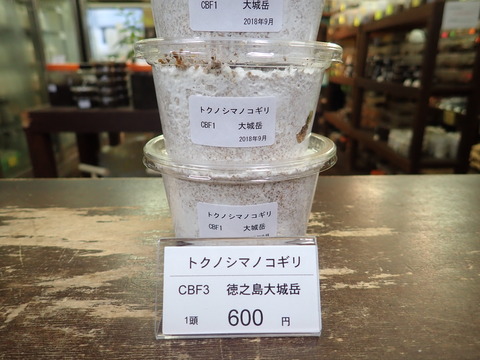 CBF1 大城岳
2018年9月
トクノシマノコギリ
CBF1 大城岳
2018年9月
トクノシマノコギリ
CBF1 大城岳
トクノシマノコギリ
CBF3 徳之島大城岳
1頭 600 円